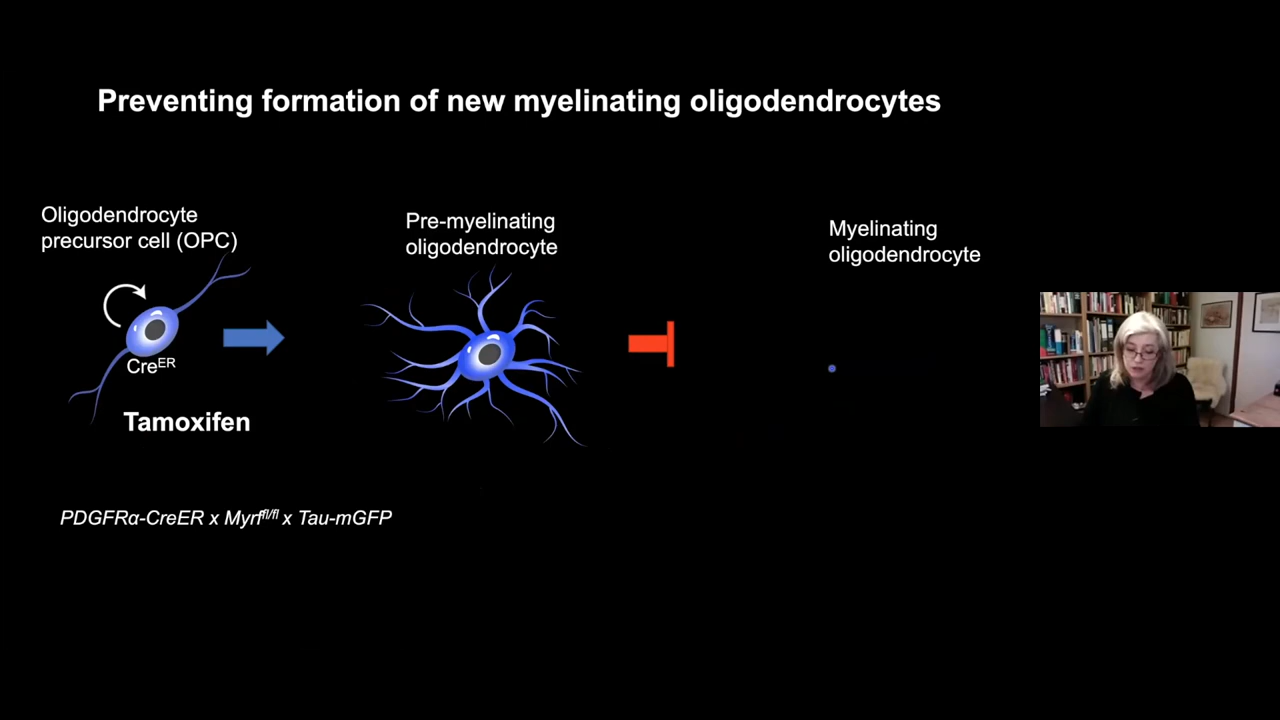 Preventing formation of new myelinating oligodendrocytes
Oligodendrocyte
precursor cell (OPC)
Pre-myelinating
oligodendrocyte
Myelinating
oligodendrocyte
Cre^ER
Tamoxifen
PDGFRα-CreER x Myrf^fl/fl x Tau-mGFP